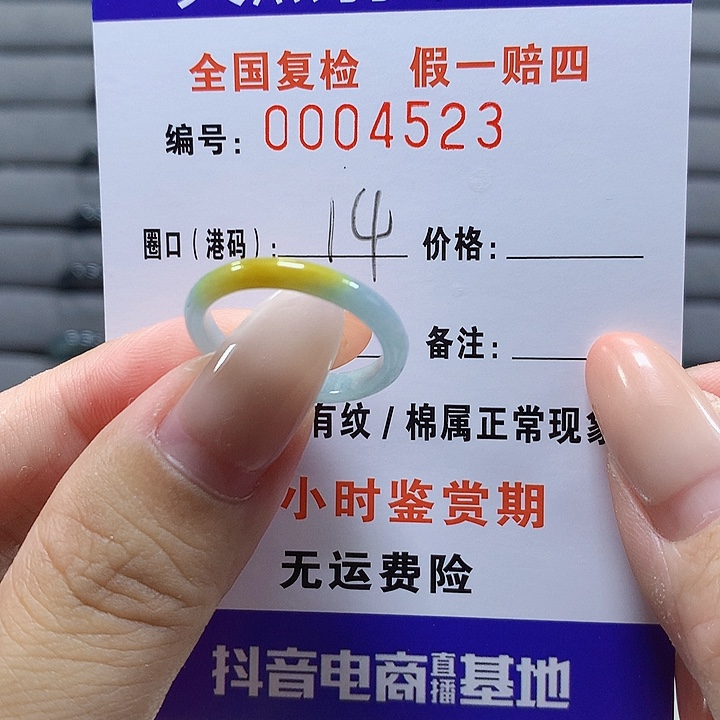 全国复检 假一赔四
编号: 0004523
圈口(港码): 14 价格:
备注:
有纹/棉属正常现象
小时鉴赏期
无运费险
抖音电商直播基地